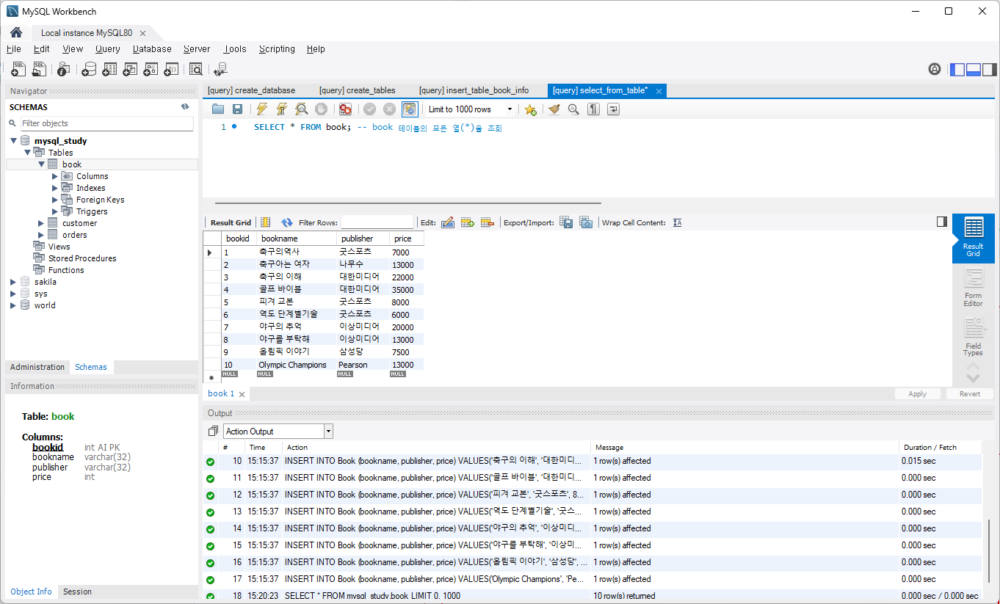 MySQL Workbench
Local instance MySQL80
File Edit View Query Database Server Tools Scripting Help
Navigator
SCHEMAS
Filter objects
mysql_study
Tables
book
Columns
Indexes
Foreign Keys
Triggers
customer
orders
Views
Stored Procedures
Functions
sakila
sys
world
Administration Schemas
Information
Table: book
Columns:
bookid int AI PK
bookname varchar(32)
publisher varchar(32)
price int
Object Info Session
[query] create_database [query] create_tables [query] insert_table_book_info [query] select_from_table*
Limit to 1000 rows
1 SELECT * FROM book; -- book 테이블의 모든 열(*)을 조회
Result Grid Filter Rows: Edit: Export/Import: Wrap Cell Content:
bookid bookname publisher price
1 축구의역사 굿스포츠 7000
2 축구아는 여자 나무수 13000
3 축구의 이해 대한미디어 22000
4 골프 바이블 대한미디어 35000
5 피겨 교본 굿스포츠 8000
6 역도 단계별기술 굿스포츠 6000
7 야구의 추억 이상미디어 20000
8 야구를 부탁해 이상미디어 13000
9 올림픽 이야기 삼성당 7500
10 Olympic Champions Pearson 13000
NULL NULL NULL NULL
Result
Grid
Form
Editor
Field
Types
book 1
Apply Revert
Output
Action Output
# Time Action Message Duration / Fetch
10 15:15:37 INSERT INTO Book (bookname, publisher, price) VALUES('축구의 이해', '대한미디... 1 row(s) affected 0.015 sec
11 15:15:37 INSERT INTO Book (bookname, publisher, price) VALUES('골프 바이블', '대한미디... 1 row(s) affected 0.000 sec
12 15:15:37 INSERT INTO Book (bookname, publisher, price) VALUES('피겨 교본', '굿스포츠', 8... 1 row(s) affected 0.000 sec
13 15:15:37 INSERT INTO Book (bookname, publisher, price) VALUES('역도 단계별기술', '굿스... 1 row(s) affected 0.000 sec
14 15:15:37 INSERT INTO Book (bookname, publisher, price) VALUES('야구의 추억', '이상미디... 1 row(s) affected 0.000 sec
15 15:15:37 INSERT INTO Book (bookname, publisher, price) VALUES('야구를 부탁해', '이상미... 1 row(s) affected 0.000 sec
16 15:15:37 INSERT INTO Book (bookname, publisher, price) VALUES('올림픽 이야기', '삼성당', ... 1 row(s) affected 0.000 sec
17 15:15:37 INSERT INTO Book (bookname, publisher, price) VALUES('Olympic Champions', 'Pe... 1 row(s) affected 0.000 sec
18 15:20:23 SELECT * FROM mysql_study.book LIMIT 0, 1000 10 row(s) returned 0.000 sec / 0.000 sec